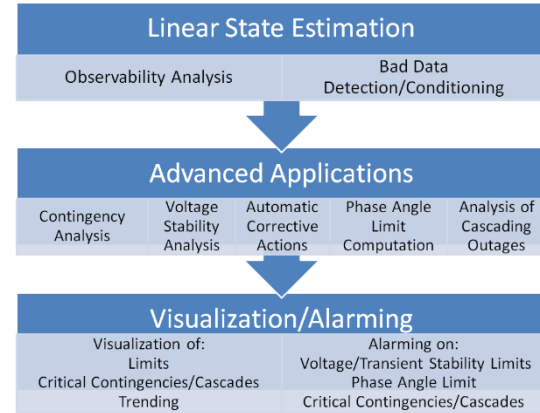 Linear State Estimation
Observability Analysis
Bad Data
Detection/Conditioning
Advanced Applications
Contingency
Analysis
Voltage
Stability
Analysis
Automatic
Corrective
Actions
Phase Angle
Limit
Computation
Analysis of
Cascading
Outages
Visualization/Alarming
Visualization of:
Limits
Critical Contingencies/Cascades
Trending
Alarming on:
Voltage/Transient Stability Limits
Phase Angle Limit
Critical Contingencies/Cascades